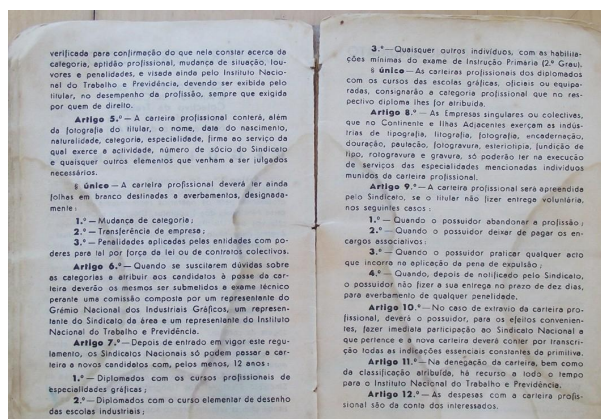 verificada para confirmação do que nela constar acerca da
categoria, aptidão profissional, mudança de situação, lou-
vores e penalidades, e visada ainda pelo Instituto Nacio-
nal do Trabalho e Previdência, devendo ser exibida pelo
titular, no desempenho da profissão, sempre que exigida
por quem de direito.
Artigo 5.º — A carteira profissional conterá, além
da fotografia do titular, o nome, data do nascimento,
naturalidade, categoria, especialidade, firma ao serviço da
qual exerce a actividade, número de sócio do Sindicato
e quaisquer outros elementos que venham a ser julgados
necessários.
§ único — A carteira profissional deverá ter ainda
folhas em branco destinadas a averbamentos, designada-
mente:
1.º — Mudança de categoria;
2.º — Transferência de empresa;
3.º — Penalidades aplicadas pelas entidades com po-
deres para tal por força da lei ou de contratos colectivos.
Artigo 6.º — Quando se suscitarem dúvidas sobre
as categorias a atribuir aos candidatos à posse da car-
teira deverão os mesmos ser submetidos a exame técnico
perante uma comissão composta por um representante do
Grémio Nacional dos Industriais Gráficos, um represen-
tante do Sindicato da área e um representante do Instituto
Nacional do Trabalho e Previdência.
Artigo 7.º — Depois de entrado em vigor este regu-
lamento, os Sindicatos Nacionais só podem passar a car-
teira a novos candidatos com, pelos menos, 12 anos:
1.º — Diplomados com os cursos profissionais de
especialidades gráficas;
2.º — Diplomados com o curso elementar de desenho
das escolas industriais;
3.º — Quaisquer outros indivíduos, com as habilita-
ções mínimas do exame de Instrução Primária (2.º Grau).
§ único — As carteiras profissionais dos diplomados
com os cursos das escolas gráficas, oficiais ou equipa-
radas, consignarão a categoria profissional que no res-
pectivo diploma lhes for atribuída.
Artigo 8.º — As Empresas singulares ou colectivas,
que no Continente e Ilhas Adjacentes exerçam as indús-
trias de tipografia, litografia, fotografia, encadernação,
douração, pautação, fotogravura, esteriotipia, fundição de
tipo, rotogravura e gravura, só poderão ter na execução
de serviços das especialidades mencionadas indivíduos
munidos da carteira profissional.
Artigo 9.º — A carteira profissional será apreendida
pelo Sindicato, se o titular não fizer entrega voluntária,
nos seguintes casos:
1.º — Quando o possuidor abandonar a profissão;
2.º — Quando o possuidor deixar de pagar os en-
cargos associativos:
3.º — Quando o possuidor praticar qualquer acto
que incorra na aplicação da pena de expulsão;
4.º — Quando, depois de notificado pelo Sindicato,
o possuidor não fizer a sua entrega no prazo de dez dias,
para averbamento de qualquer penalidade.
Artigo 10.º — No caso de extravio da carteira pro-
fissional, deverá o possuidor, para os efeitos convenien-
tes, fazer imediata participação ao Sindicato Nacional a
que pertence e a nova carteira deverá conter por transcri-
ção todas as indicações essenciais constantes da primitiva.
Artigo 11.º — Na denegação da carteira, bem como
da classificação atribuída, há recurso a todo o tempo
para o Instituto Nacional do Trabalho e Previdência.
Artigo 12.º — As despesas com a carteira profis-
sional são da conta dos interessados.